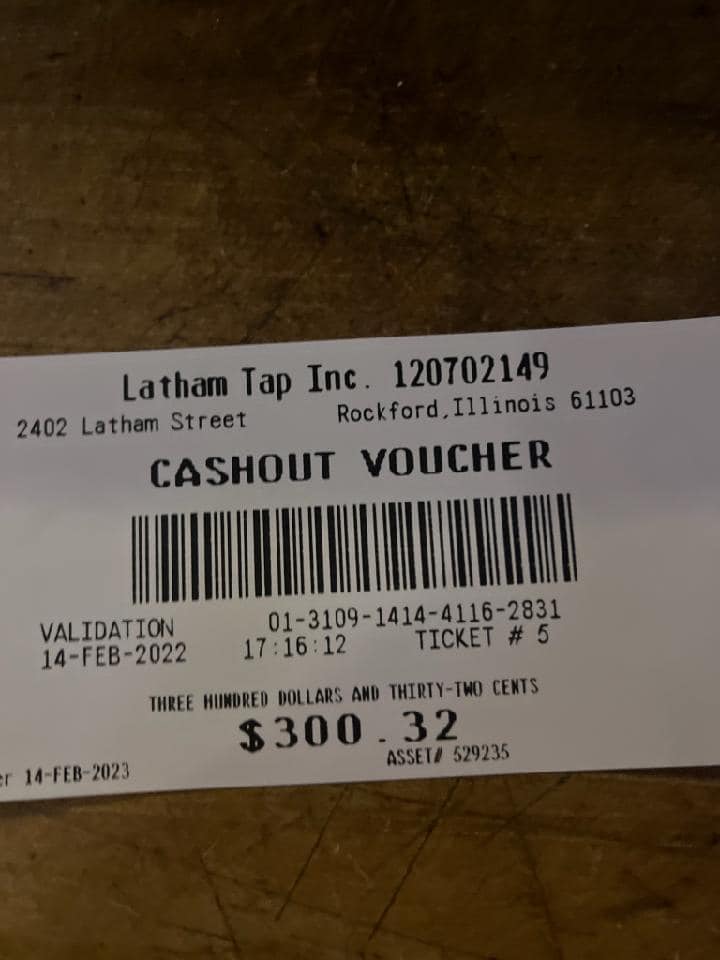 Latham Tap Inc. 120702149
2402 Latham Street Rockford, Illinois 61103
CASHOUT VOUCHER
VALIDATION 01-3109-1414-4116-2831
14-FEB-2022 17:16:12 TICKET # 5
THREE HUNDRED DOLLARS AND THIRTY-TWO CENTS
$300.32
14-FEB-2023 ASSET# 529235